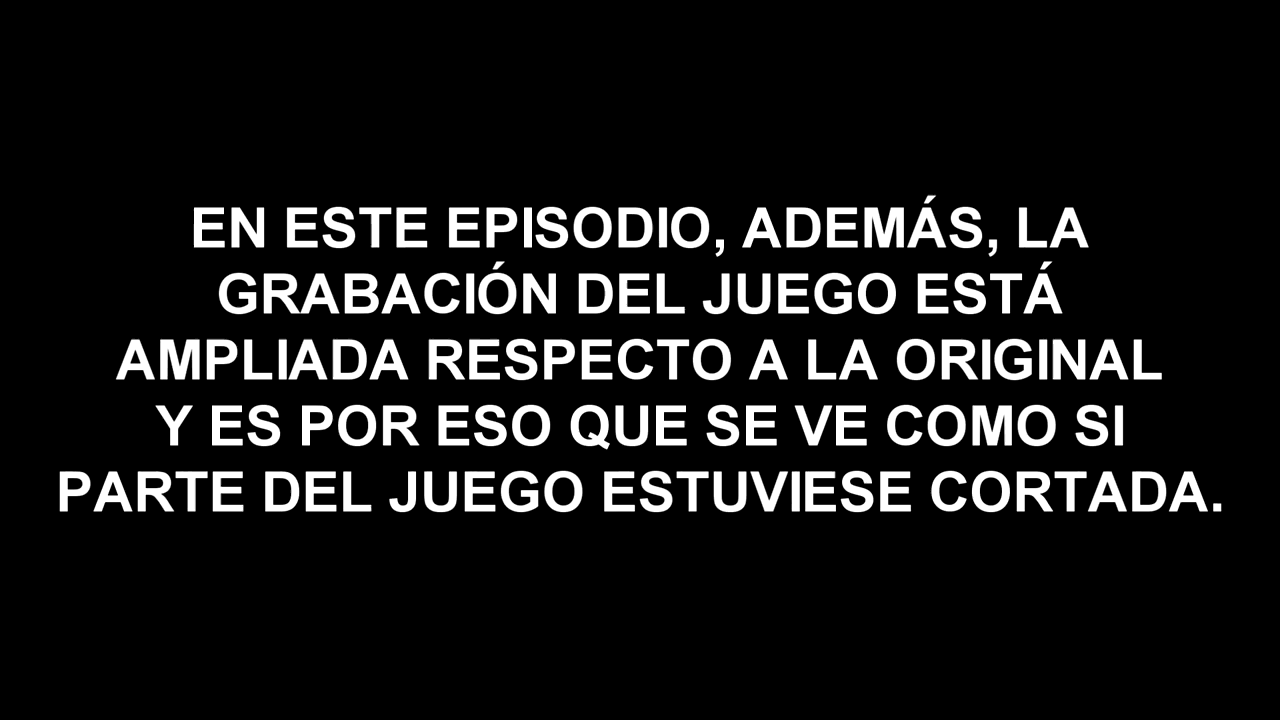 EN ESTE EPISODIO, ADEMÁS, LA
GRABACIÓN DEL JUEGO ESTÁ
AMPLIADA RESPECTO A LA ORIGINAL
Y ES POR ESO QUE SE VE COMO SI
PARTE DEL JUEGO ESTUVIESE CORTADA.